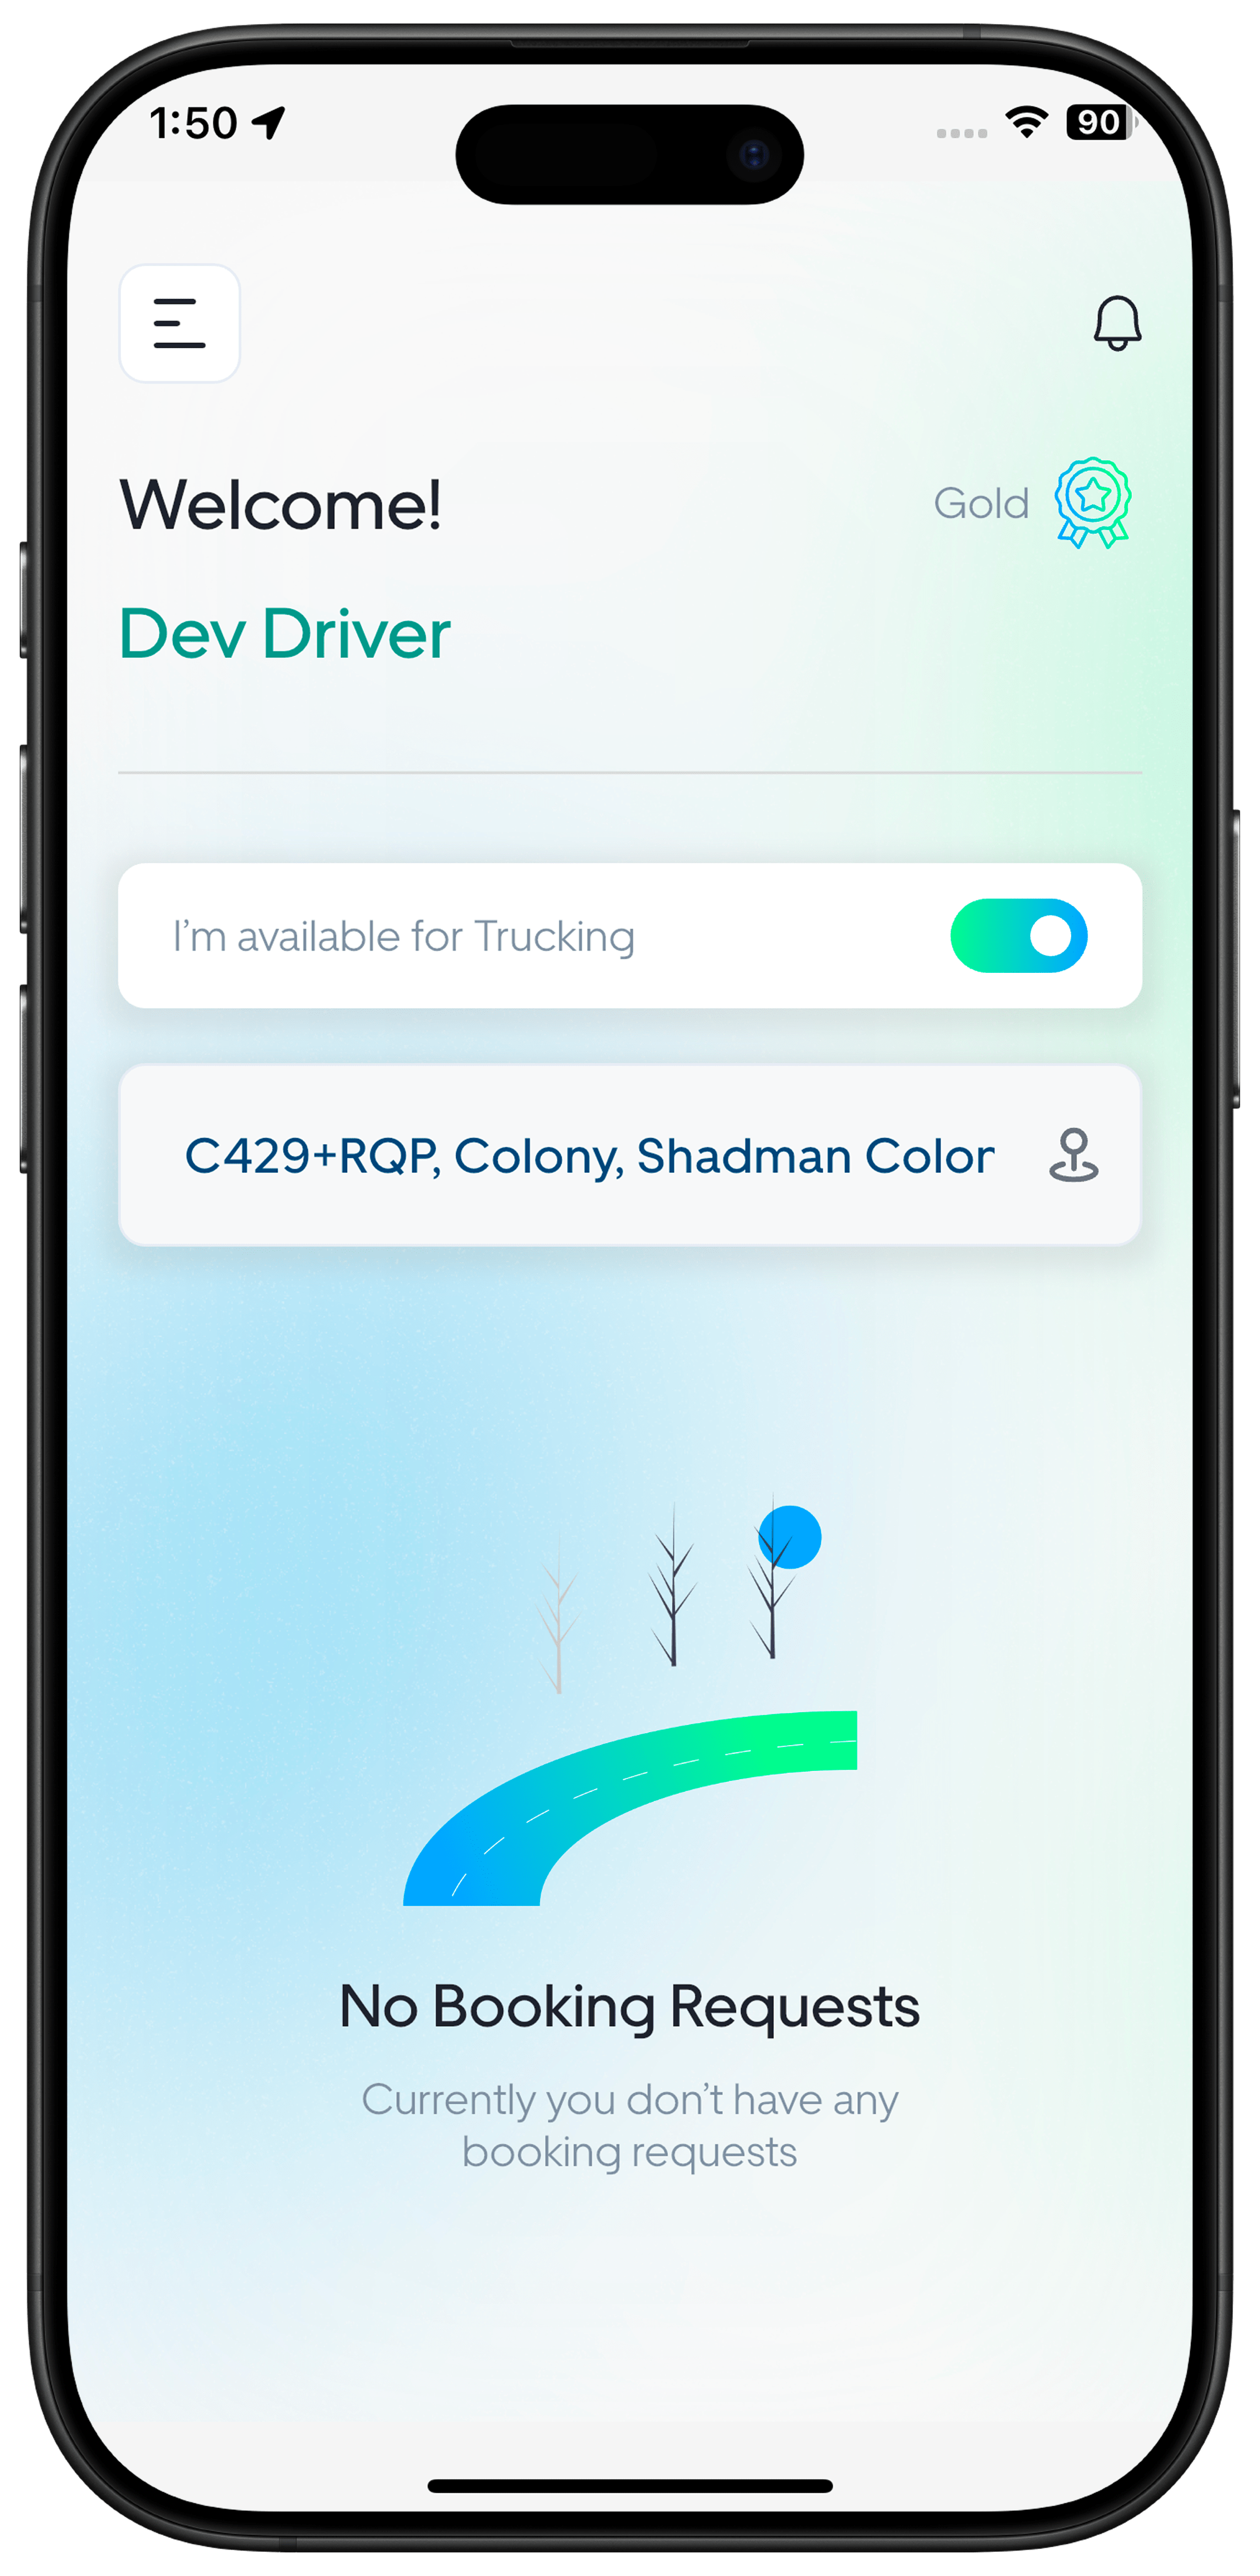 1:50
90
Welcome!
Gold
Dev Driver
I’m available for Trucking
C429+RQP, Colony, Shadman Color
No Booking Requests
Currently you don’t have any
booking requests